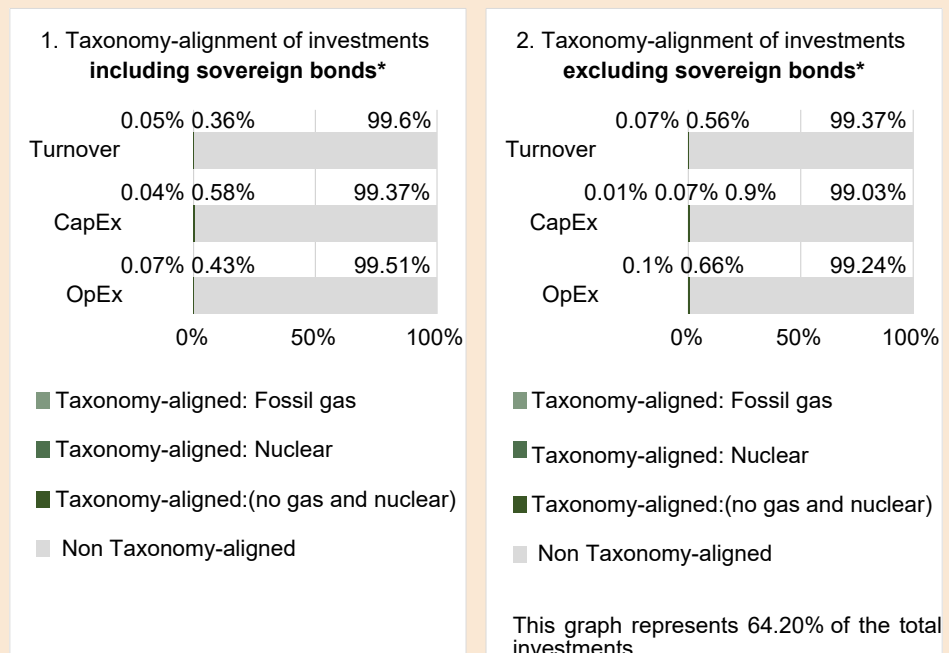 1. Taxonomy-alignment of investments
including sovereign bonds*
0.05% 0.36% 99.6%
Turnover
0.04% 0.58% 99.37%
CapEx
0.07% 0.43% 99.51%
OpEx
0% 50% 100%
Taxonomy-aligned: Fossil gas
Taxonomy-aligned: Nuclear
Taxonomy-aligned:(no gas and nuclear)
Non Taxonomy-aligned
2. Taxonomy-alignment of investments
excluding sovereign bonds*
0.07% 0.56% 99.37%
Turnover
0.01% 0.07% 0.9% 99.03%
CapEx
0.1% 0.66% 99.24%
OpEx
0% 50% 100%
Taxonomy-aligned: Fossil gas
Taxonomy-aligned: Nuclear
Taxonomy-aligned:(no gas and nuclear)
Non Taxonomy-aligned
This graph represents 64.20% of the total
investments